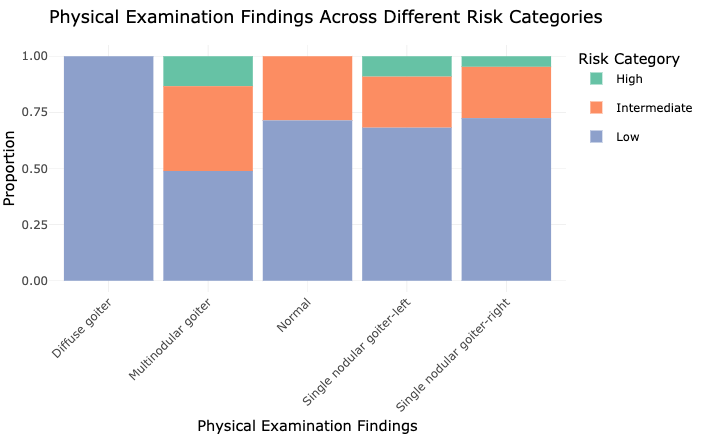 Physical Examination Findings Across Different Risk Categories
Risk Category
High
Intermediate
Low
Proportion
1.00
0.75
0.50
0.25
0.00
Diffuse goiter
Multinodular goiter
Normal
Single nodular goiter-left
Single nodular goiter-right
Physical Examination Findings